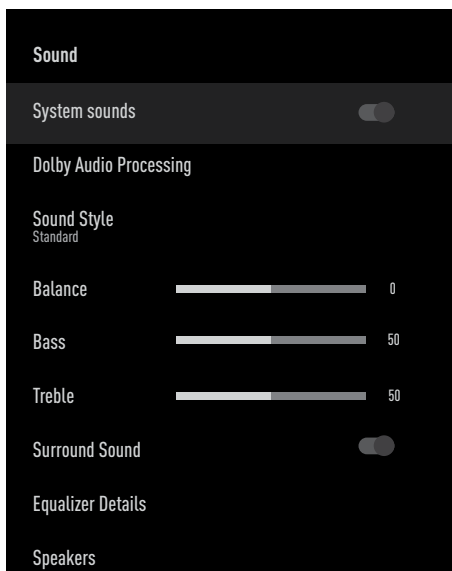 Sound
System sounds
Dolby Audio Processing
Sound Style
Standard
Balance 0
Bass 50
Treble 50
Surround Sound
Equalizer Details
Speakers